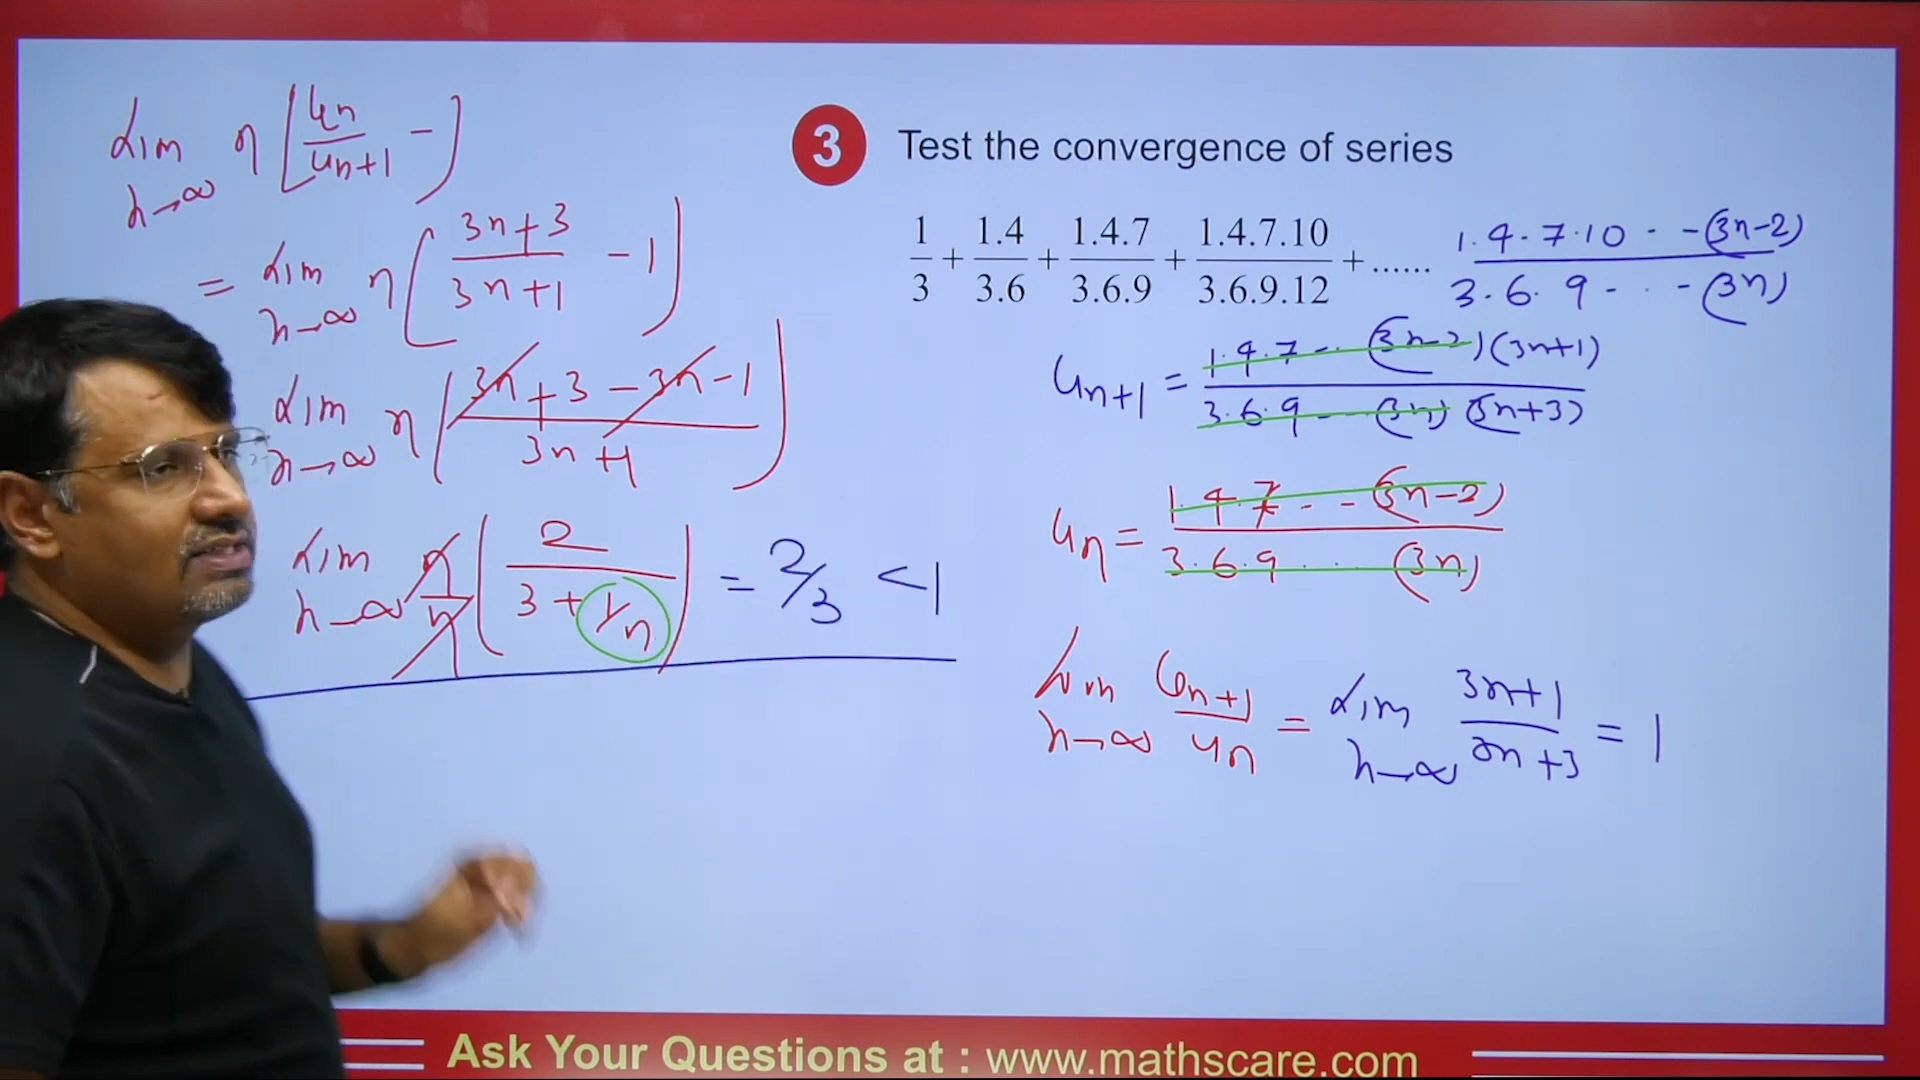 lim n→∞ n [ un / un+1 − ]
= lim n→∞ n ( (3n+3) / (3n+1) − 1 )
lim n→∞ n ( (3n + 3 − 3n − 1) / (3n + 1) )
lim n→∞ n/n ( 2 / (3 + 1/n) ) = 2/3 < 1
3 Test the convergence of series
1/3 + 1.4/3.6 + 1.4.7/3.6.9 + 1.4.7.10/3.6.9.12 + ...... 1.4.7.10 - -(3n-2) / 3.6.9 - . . -(3n)
un+1 = 1.4.7 -.. (3n-2)(3n+1) / 3.6.9 - ... (3n)(3n+3)
un = 1.4.7 . - - (3n-2) / 3.6.9 . . . . (3n)
lim n→∞ un+1 / un = lim n→∞ (3n+1) / (3n+3) = 1
Ask Your Questions at : www.mathscare.com